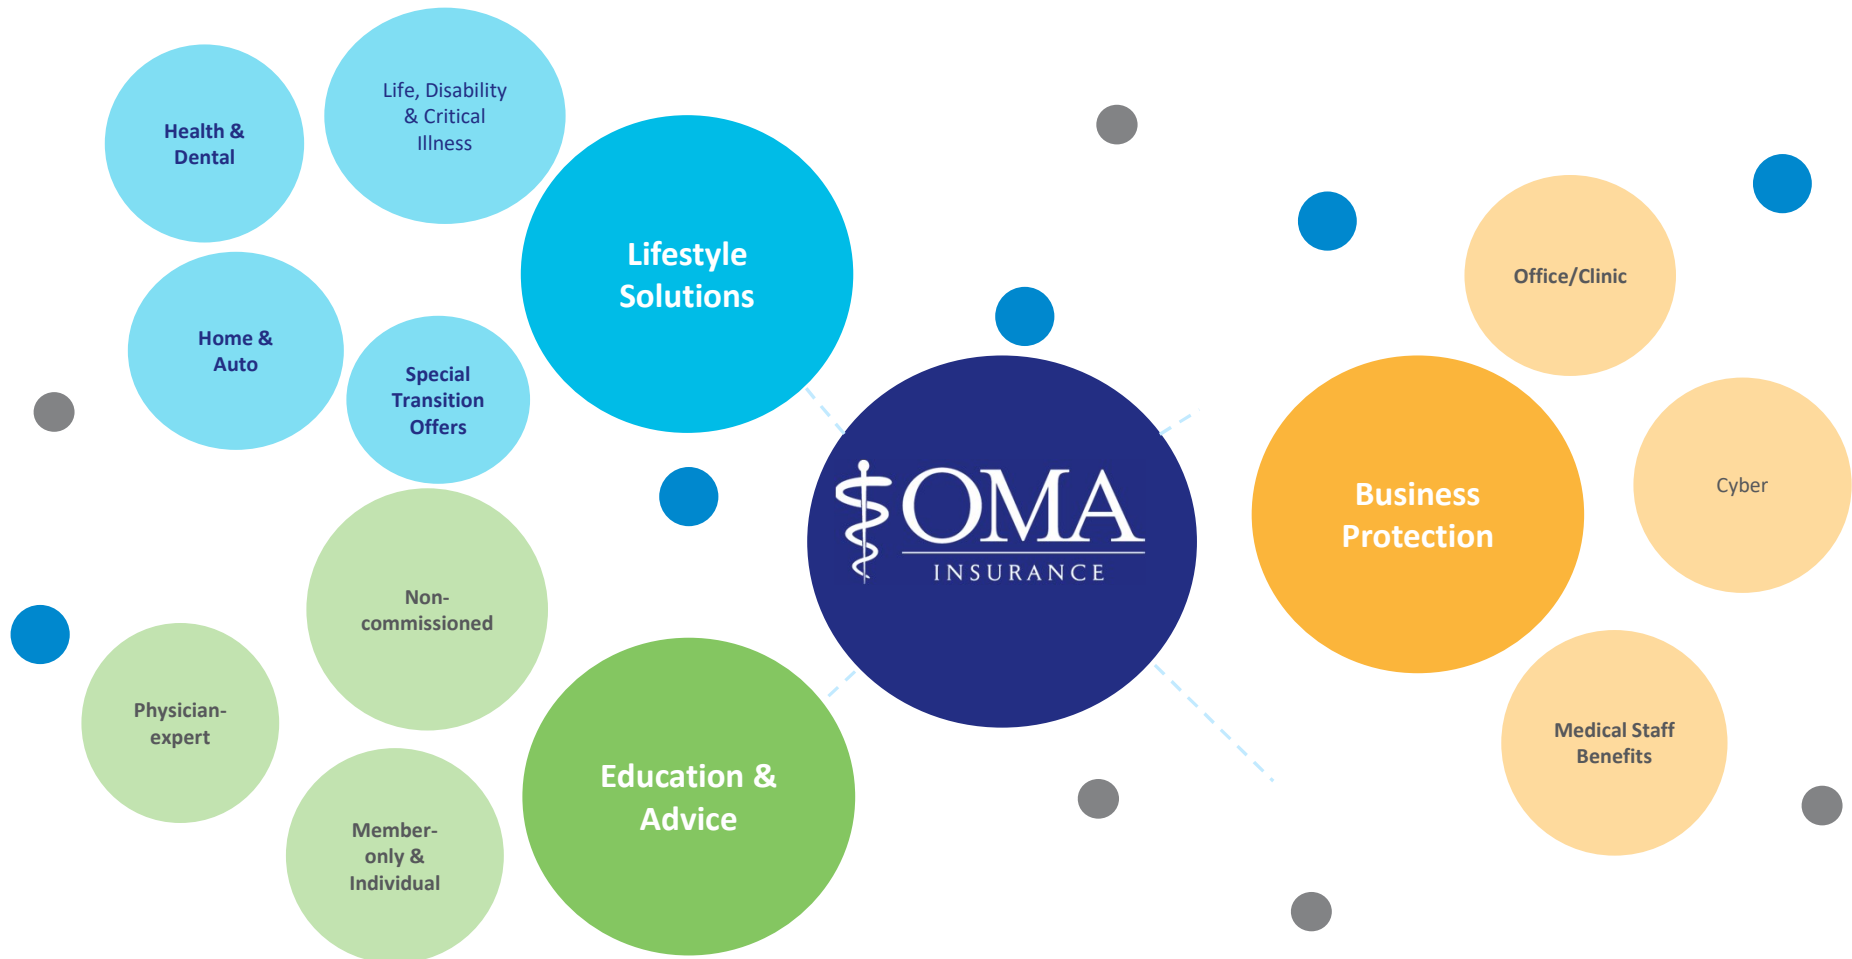 Health &
Dental
Life, Disability
& Critical
Illness
Lifestyle
Solutions
Home &
Auto
Special
Transition
Offers
Non-
commissioned
Physician-
expert
Member-
only &
Individual
Education &
Advice
OMA
INSURANCE
Business
Protection
Office/Clinic
Cyber
Medical Staff
Benefits